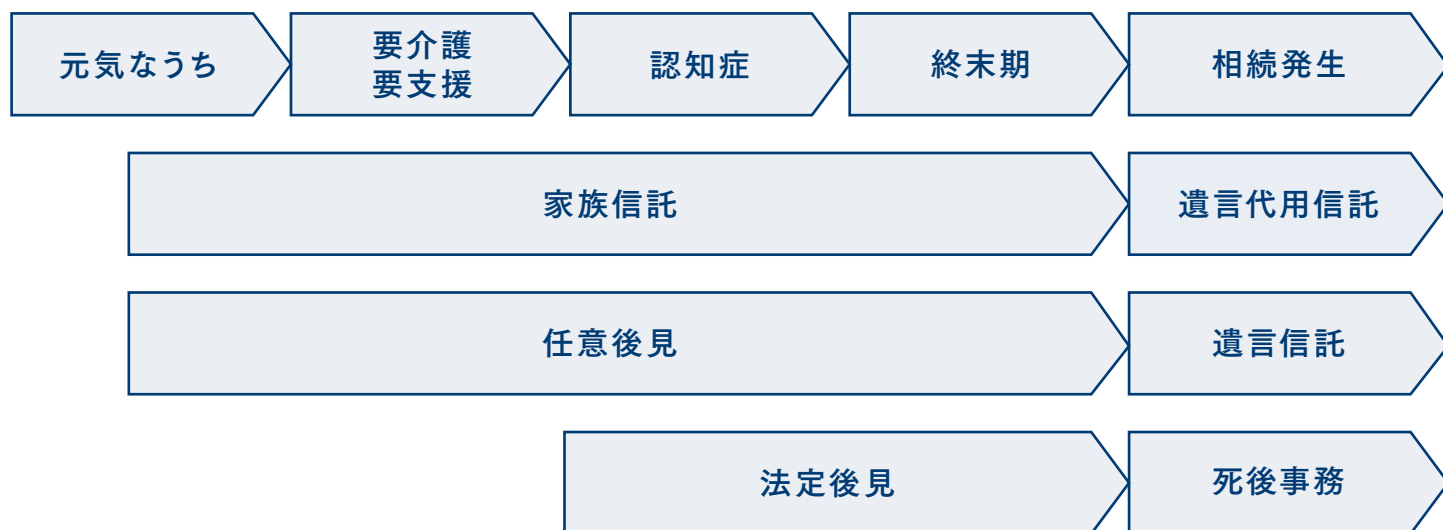 元気なうち
要介護
要支援
認知症
終末期
相続発生
家族信託
遺言代用信託
任意後見
遺言信託
法定後見
死後事務